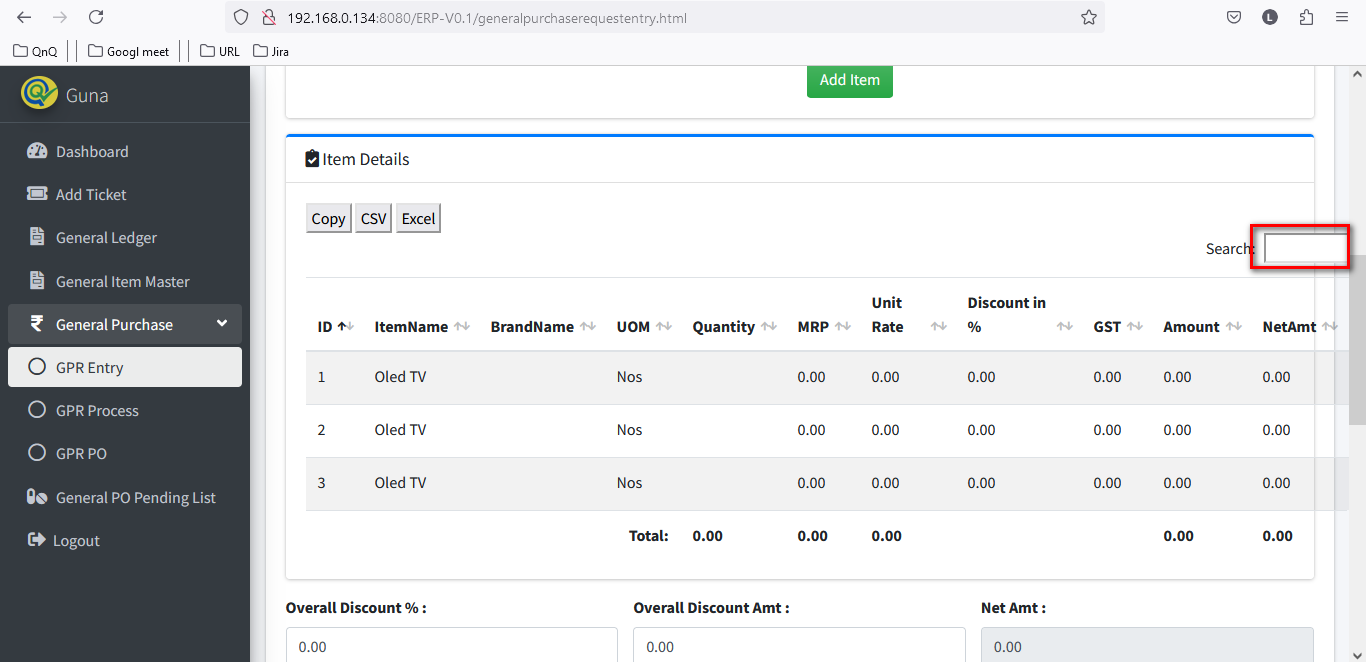 192.168.0.134:8080/ERP-V0.1/generalpurchaserequestentry.html
L
QnQ
Googl meet
URL
Jira
Guna
Dashboard
Add Ticket
General Ledger
General Item Master
General Purchase
GPR Entry
GPR Process
GPR PO
General PO Pending List
Logout
Add Item
Item Details
Copy CSV Excel
Search:
ID ItemName BrandName UOM Quantity MRP Unit Rate Discount in % GST Amount NetAmt
1 Oled TV Nos 0.00 0.00 0.00 0.00 0.00 0.00
2 Oled TV Nos 0.00 0.00 0.00 0.00 0.00 0.00
3 Oled TV Nos 0.00 0.00 0.00 0.00 0.00 0.00
Total: 0.00 0.00 0.00 0.00 0.00
Overall Discount % : Overall Discount Amt : Net Amt :
0.00 0.00 0.00